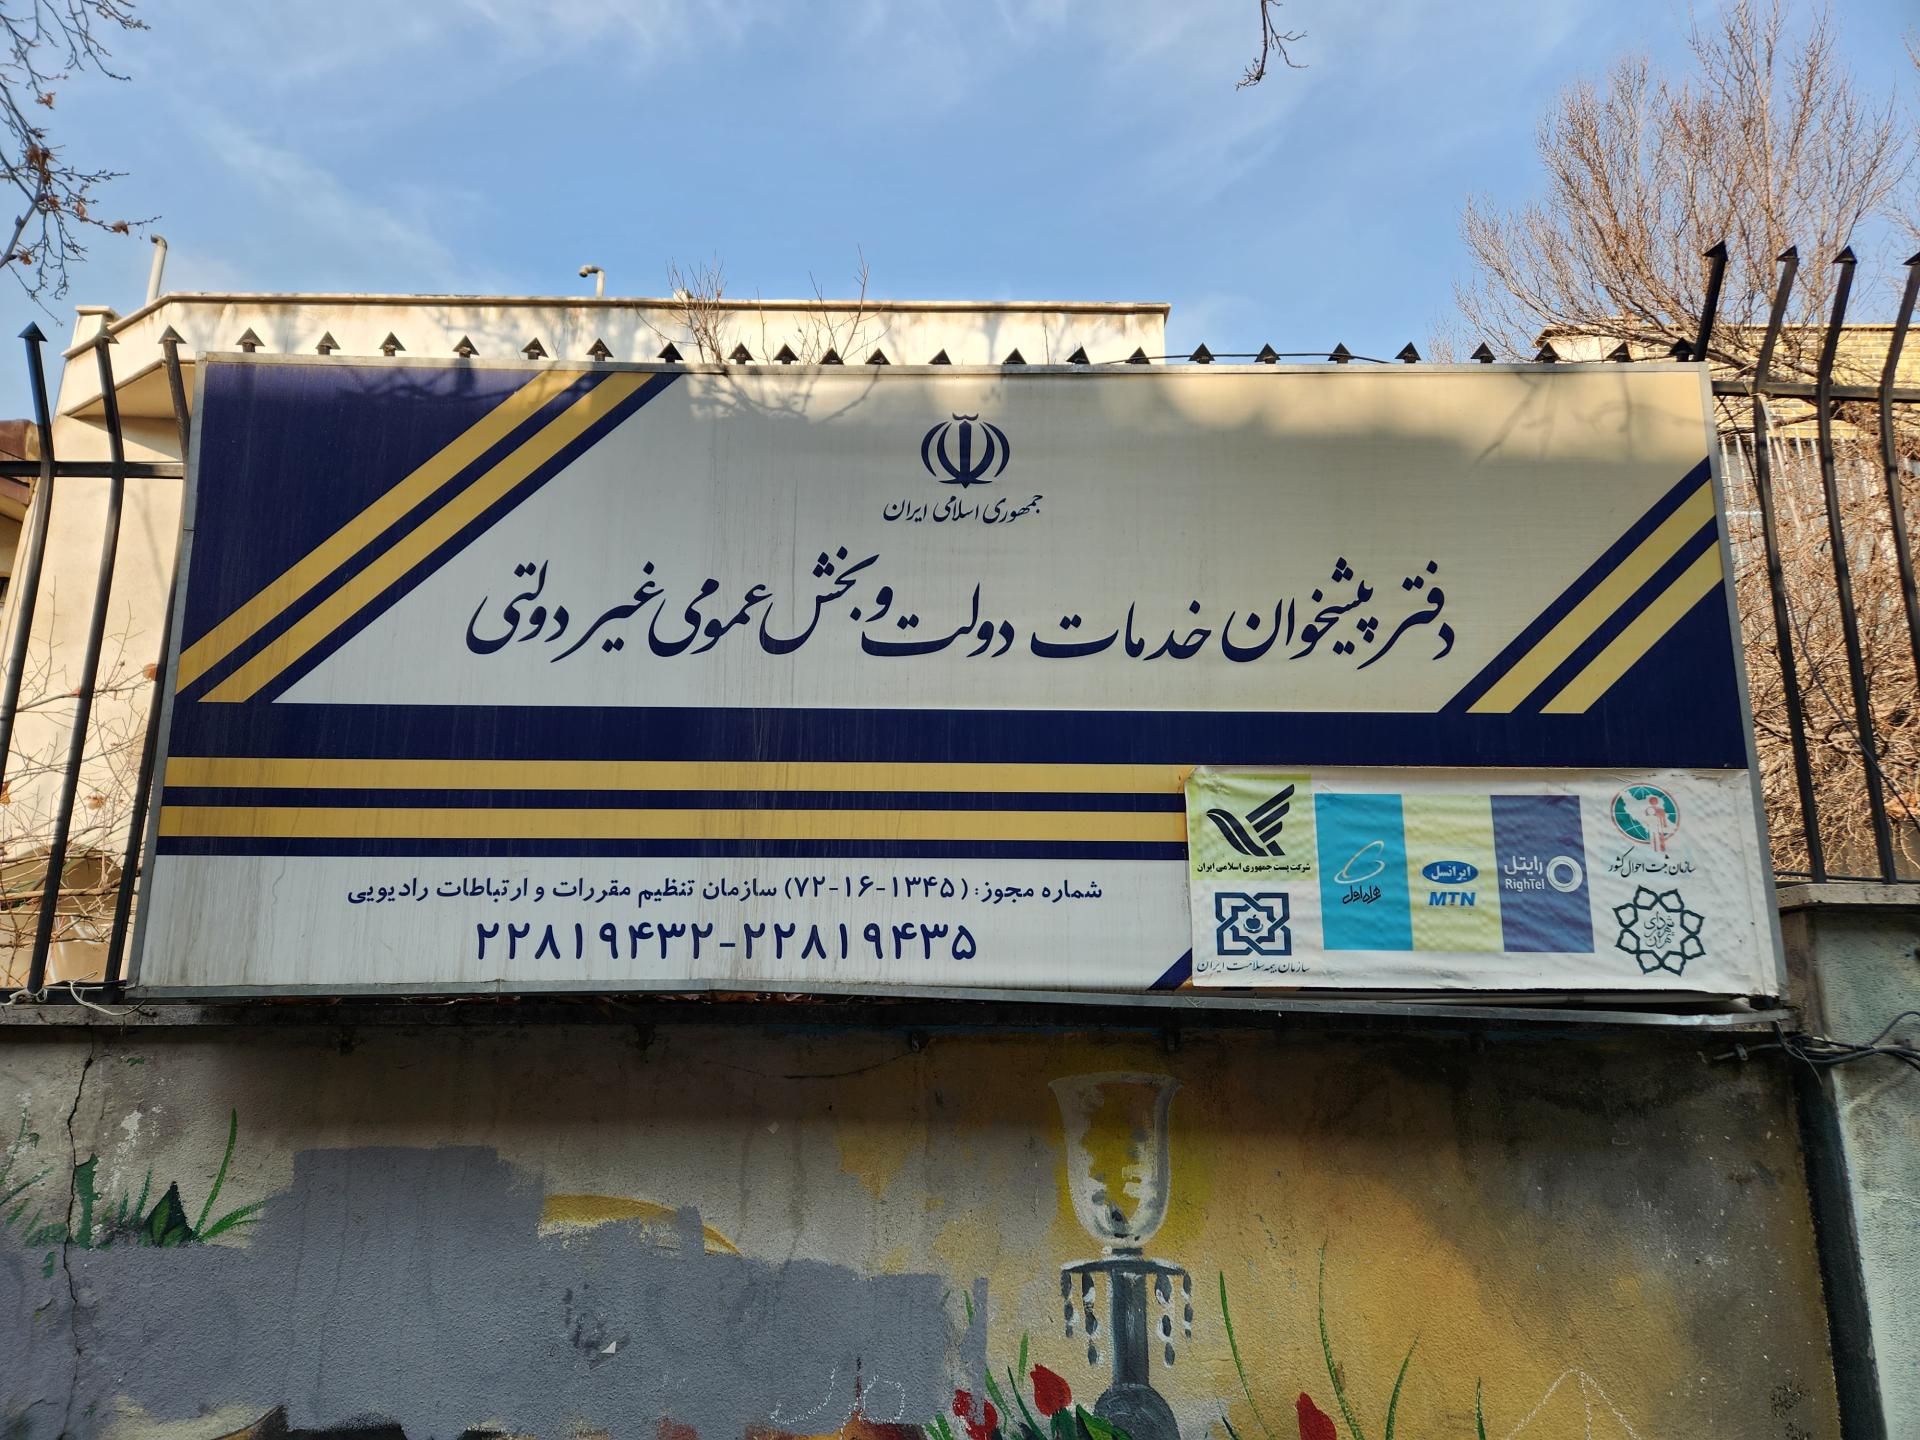 جمهوری اسلامی ایران
دفتر پیشخوان خدمات دولت و بخش عمومی غیر دولتی
شماره مجوز: (۱۳۴۵-۱۶-۷۲) سازمان تنظیم مقررات و ارتباطات رادیویی
۲۲۸۱۹۴۳۲-۲۲۸۱۹۴۳۵
سازمان ثبت احوال کشور
شهرداری تهران
رایتل
RighTel
ایرانسل
MTN
همراه اول
شرکت پست جمهوری اسلامی ایران
سازمان بیمه سلامت ایران